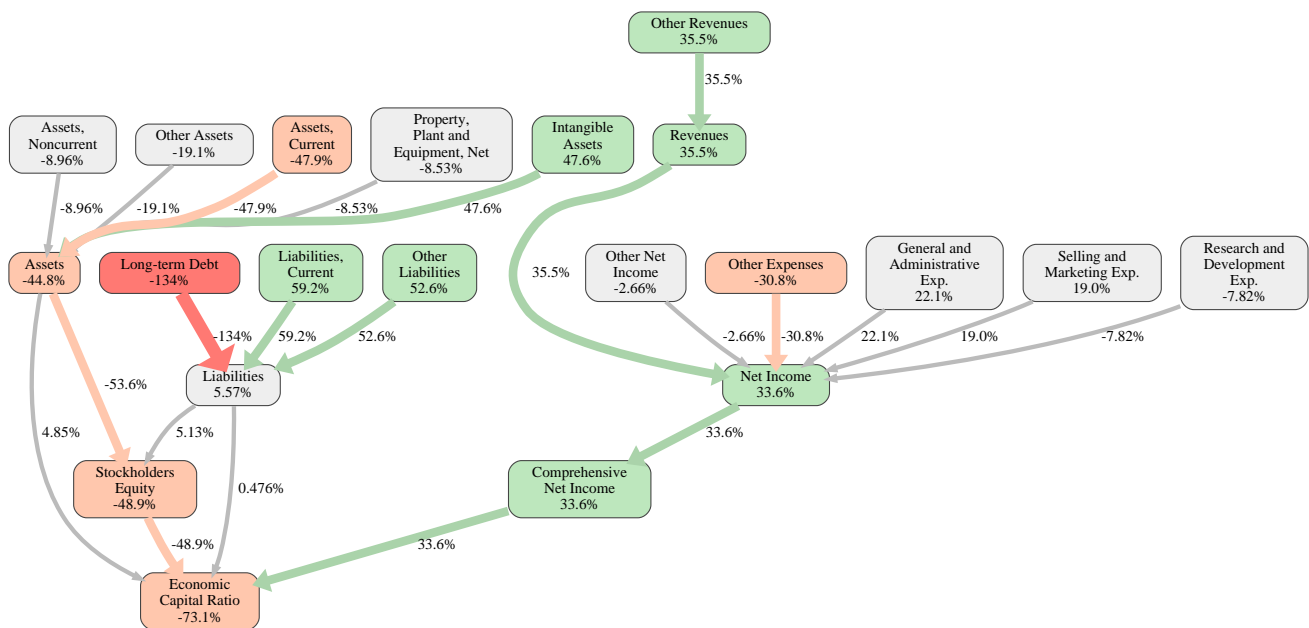 Other Revenues
35.5%
35.5%
Assets,
Noncurrent
-8.96%
Other Assets
-19.1%
Assets,
Current
-47.9%
Property,
Plant and
Equipment, Net
-8.53%
Intangible
Assets
47.6%
Revenues
35.5%
-8.96%
-19.1%
-47.9%
-8.53%
47.6%
Assets
-44.8%
Long-term Debt
-134%
Liabilities,
Current
59.2%
Other
Liabilities
52.6%
35.5%
Other Net
Income
-2.66%
Other Expenses
-30.8%
General and
Administrative
Exp.
22.1%
Selling and
Marketing Exp.
19.0%
Research and
Development
Exp.
-7.82%
-134%
59.2%
52.6%
-2.66%
-30.8%
22.1%
19.0%
-7.82%
Liabilities
5.57%
Net Income
33.6%
-53.6%
4.85%
5.13%
33.6%
Stockholders
Equity
-48.9%
0.476%
Comprehensive
Net Income
33.6%
-48.9%
33.6%
Economic
Capital Ratio
-73.1%